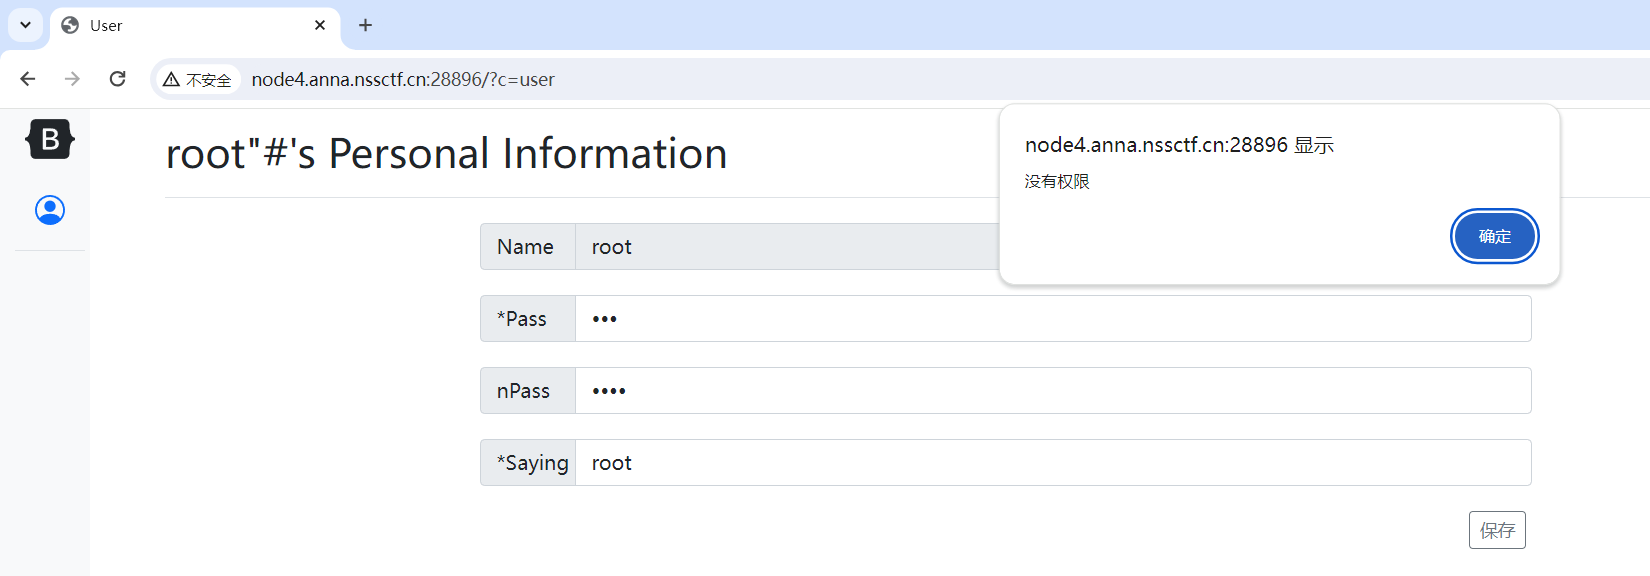 User
不安全 node4.anna.nssctf.cn:28896/?c=user
B
root"#'s Personal Information
node4.anna.nssctf.cn:28896 显示
没有权限
确定
Name root
*Pass •••
nPass ••••
*Saying root
保存